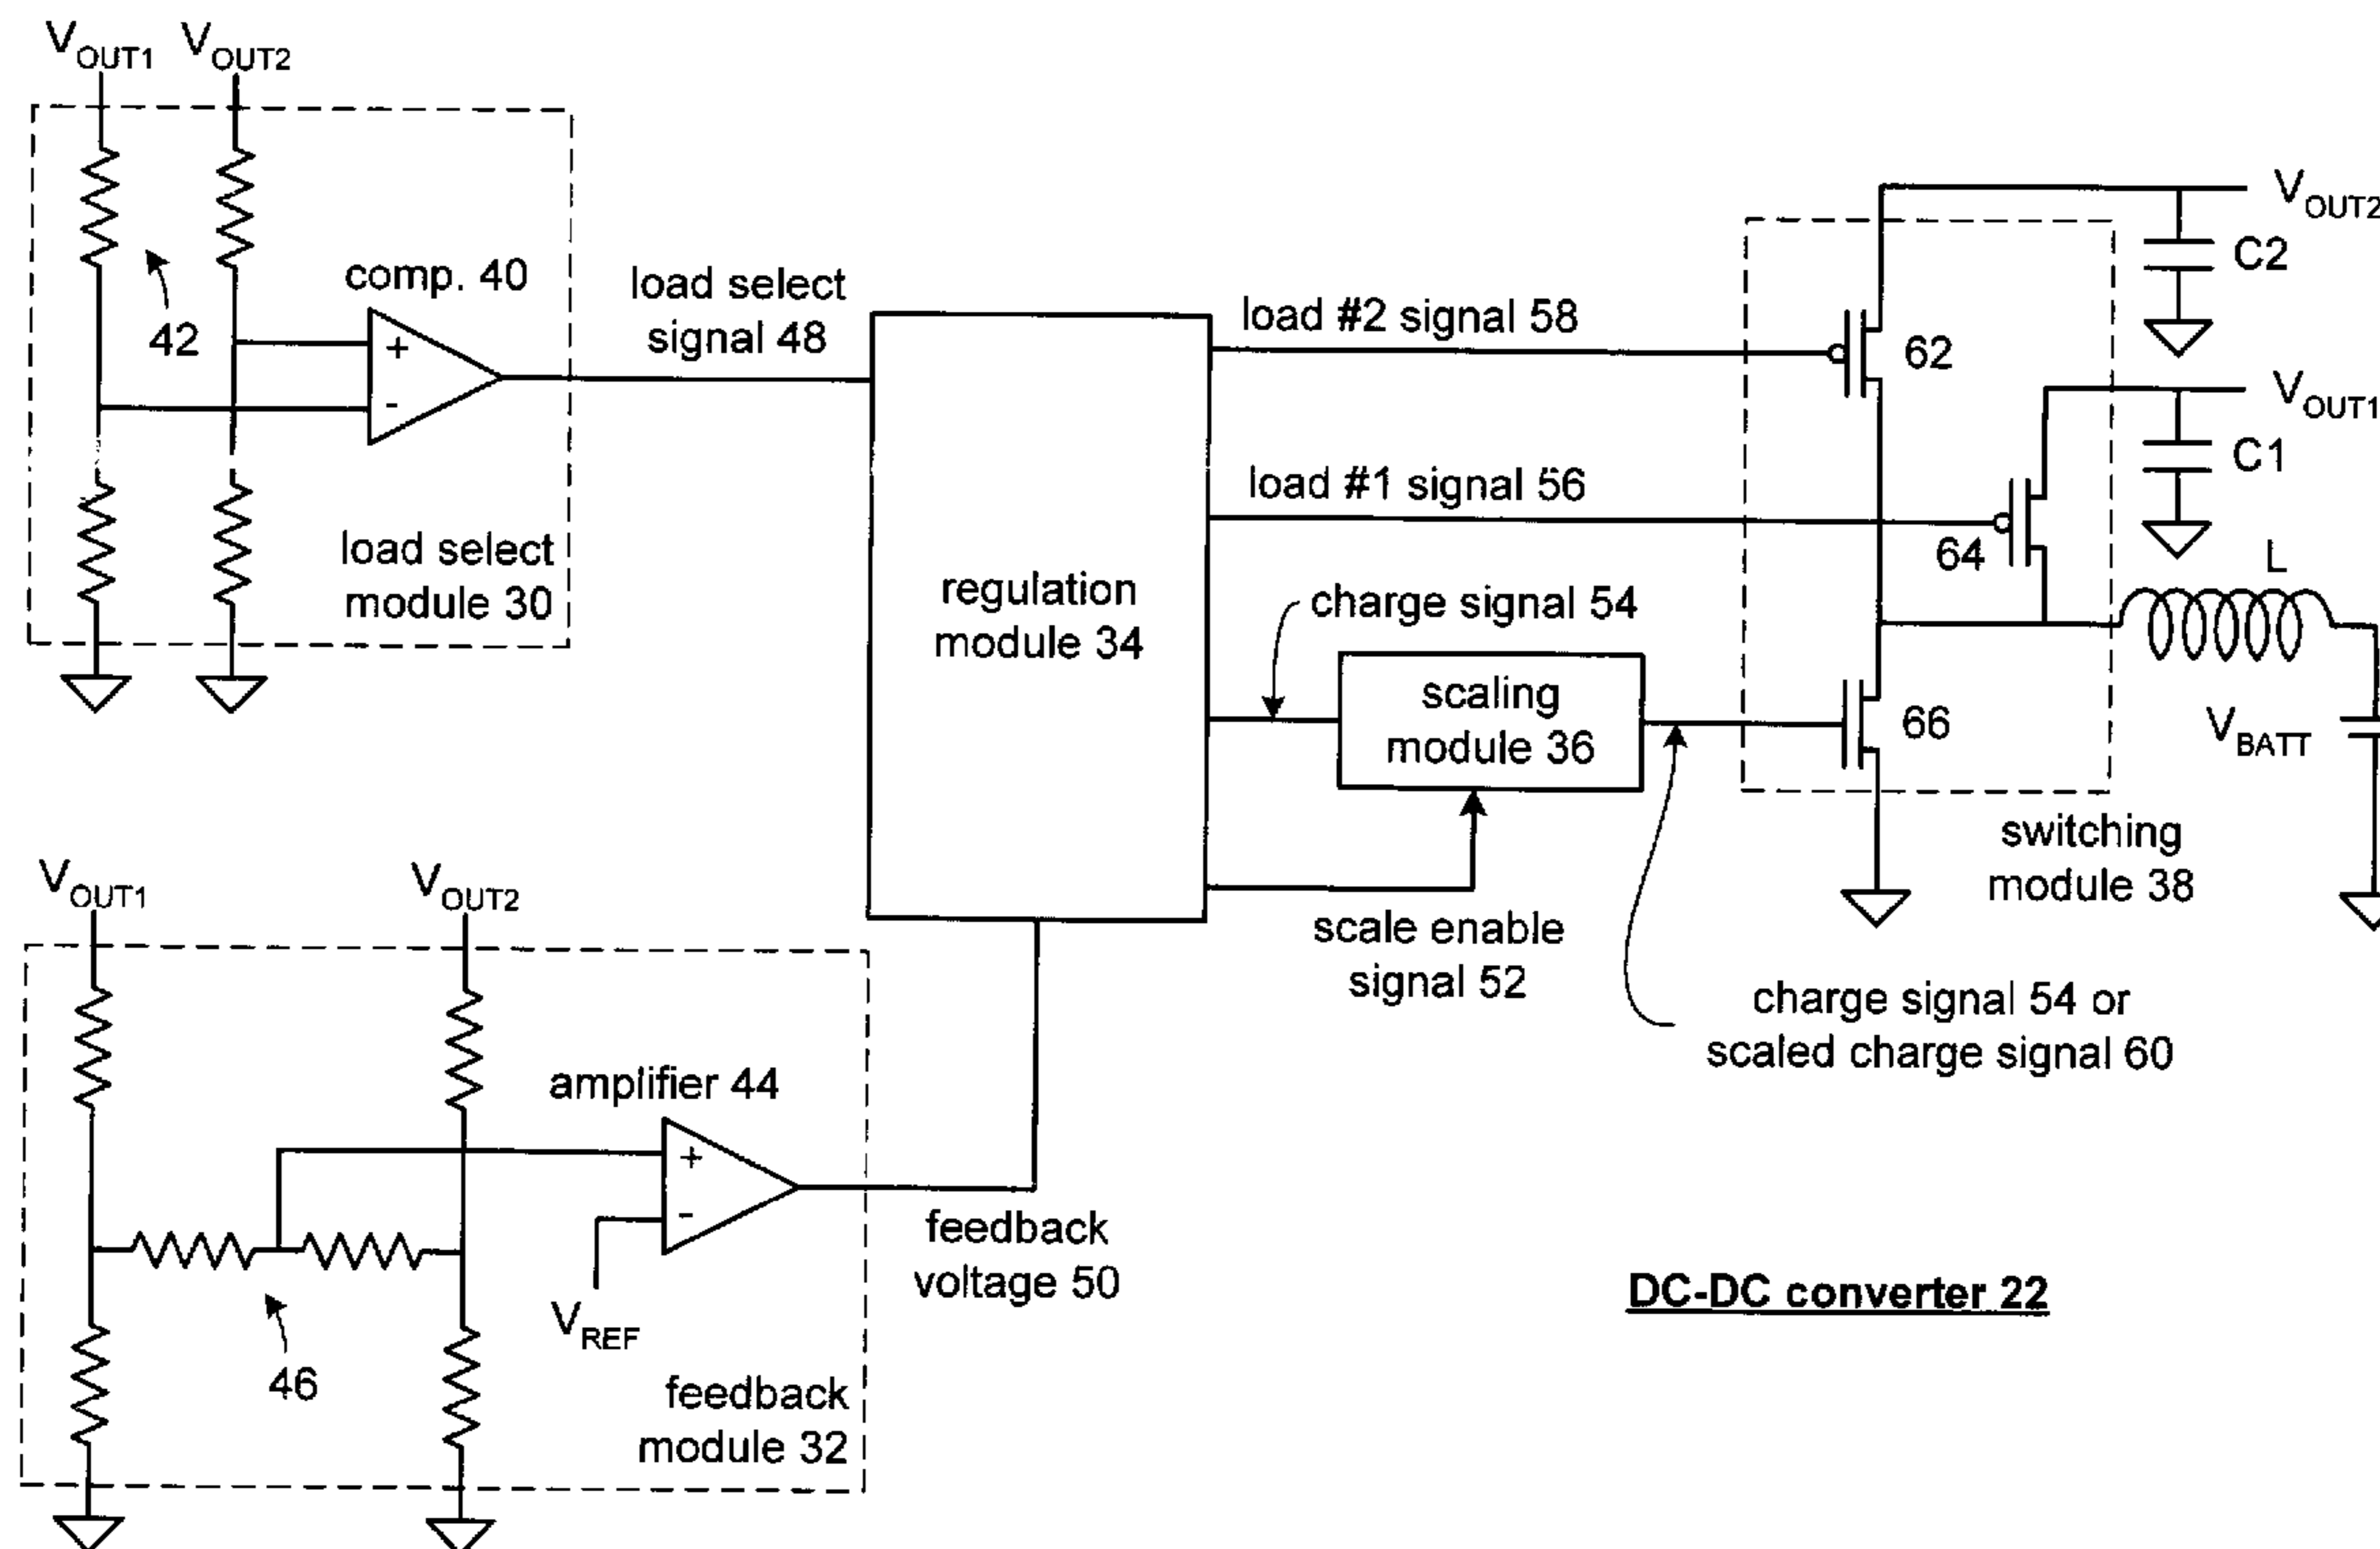 VOUT1 VOUT2
42
comp. 40
+
-
load select
module 30
load select
signal 48
regulation
module 34
load #2 signal 58
load #1 signal 56
charge signal 54
scaling
module 36
scale enable
signal 52
62
64
66
VOUT2
C2
VOUT1
C1
L
VBATT
switching
module 38
charge signal 54 or
scaled charge signal 60
VOUT1
VOUT2
amplifier 44
+
-
VREF
46
feedback
module 32
feedback
voltage 50
DC-DC converter 22